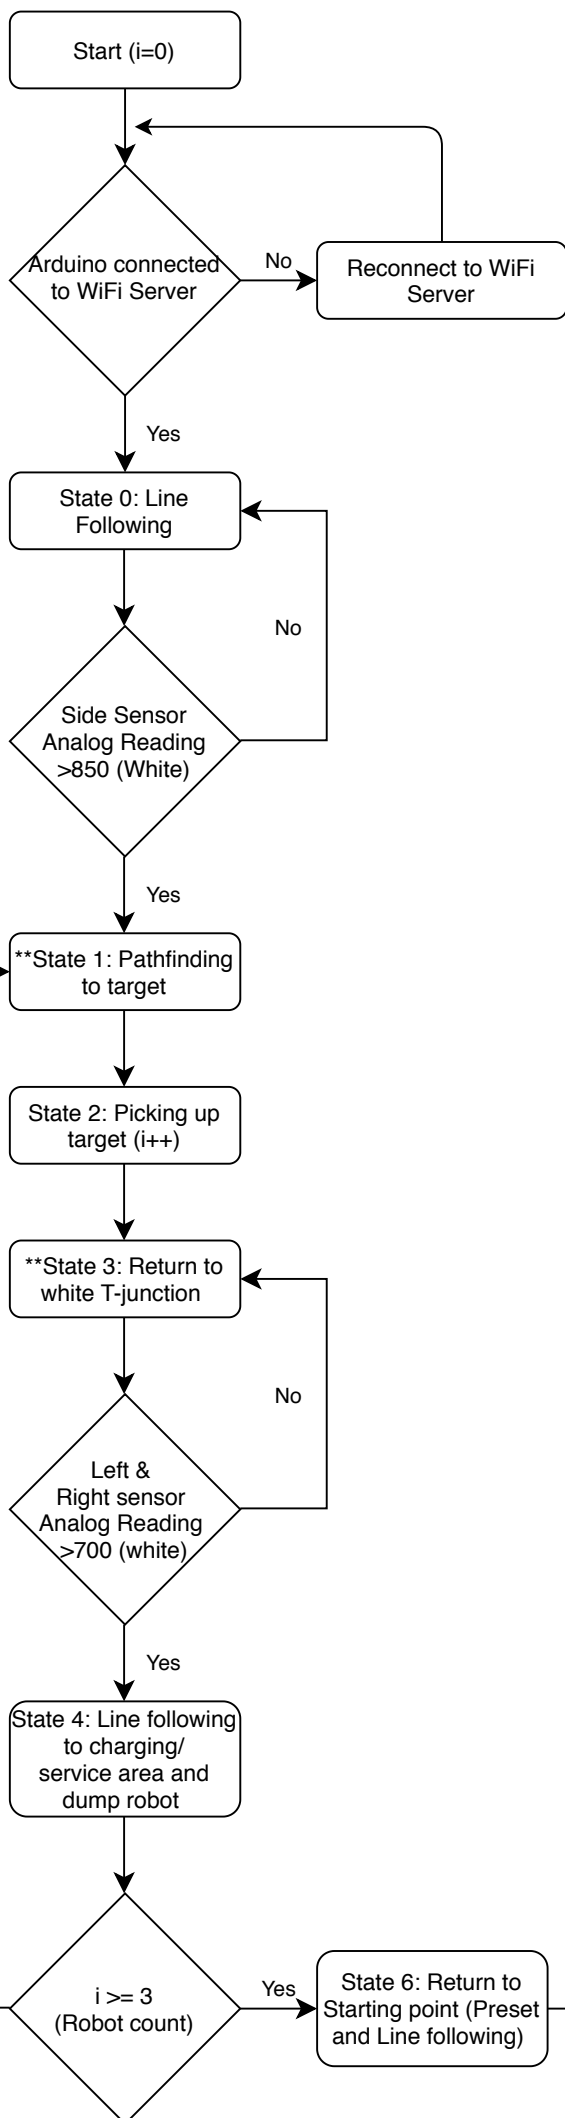 Start (i=0)
Arduino connected
to WiFi Server
No
Reconnect to WiFi
Server
Yes
State 0: Line
Following
No
Side Sensor
Analog Reading
>850 (White)
Yes
**State 1: Pathfinding
to target
State 2: Picking up
target (i++)
**State 3: Return to
white T-junction
No
Left &
Right sensor
Analog Reading
>700 (white)
Yes
State 4: Line following
to charging/
service area and
dump robot
i >= 3
(Robot count)
Yes
State 6: Return to
Starting point (Preset
and Line following)